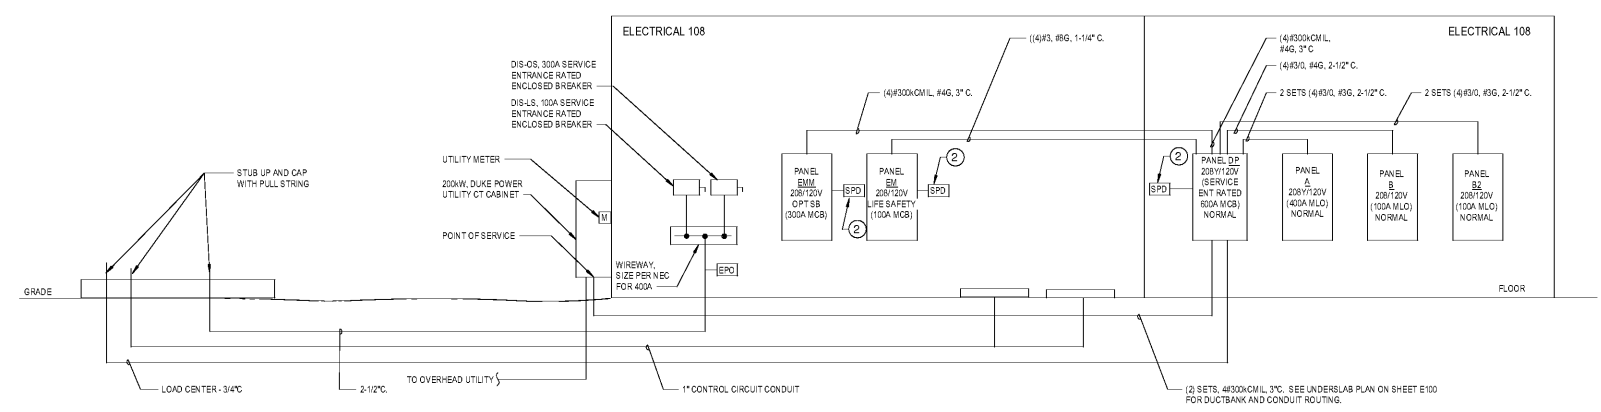 ELECTRICAL 108
ELECTRICAL 108
((4)#3, #8G, 1-1/4" C.
(4)#300kCMIL,
#4G, 3" C
(4)#3/0, #4G, 2-1/2" C.
(4)#300kCMIL, #4G, 3" C.
2 SETS (4)#3/0, #3G, 2-1/2" C.
2 SETS (4)#3/0, #3G, 2-1/2" C.
DIS-OS, 300A SERVICE
ENTRANCE RATED
ENCLOSED BREAKER
DIS-LS, 100A SERVICE
ENTRANCE RATED
ENCLOSED BREAKER
UTILITY METER
200kW, DUKE POWER
UTILITY CT CABINET
POINT OF SERVICE
STUB UP AND CAP
WITH PULL STRING
M
WIREWAY,
SIZE PER NEC
FOR 400A
EPO
PANEL
EMM
208/120V
OPT SB
(300A MCB)
SPD
2
PANEL
EM
208/120V
LIFE SAFETY
(100A MCB)
SPD
2
2
SPD
PANEL DP
208Y/120V
(SERVICE
ENT RATED
600A MCB)
NORMAL
PANEL
A
208Y/120V
(400A MLO)
NORMAL
PANEL
B
208/120V
(100A MLO)
NORMAL
PANEL
B2
208/120V
(100A MLO)
NORMAL
GRADE
FLOOR
LOAD CENTER - 3/4"C
2-1/2"C.
TO OVERHEAD UTILITY
1" CONTROL CIRCUIT CONDUIT
(2) SETS, 4#300kCMIL, 3"C. SEE UNDERSLAB PLAN ON SHEET E100
FOR DUCTBANK AND CONDUIT ROUTING.